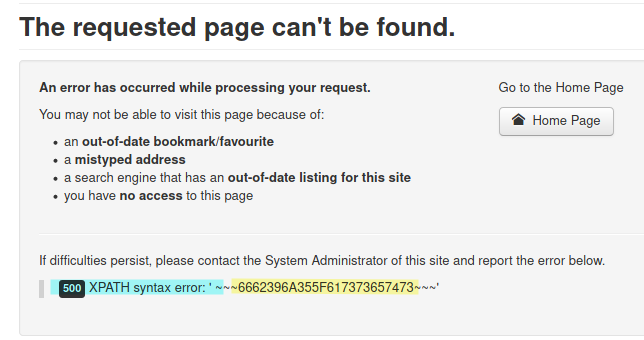 The requested page can't be found.
An error has occurred while processing your request.
You may not be able to visit this page because of:
• an out-of-date bookmark/favourite
• a mistyped address
• a search engine that has an out-of-date listing for this site
• you have no access to this page
Go to the Home Page
Home Page
If difficulties persist, please contact the System Administrator of this site and report the error below.
500 XPATH syntax error: ' ~~~6662396A355F617373657473~~~'